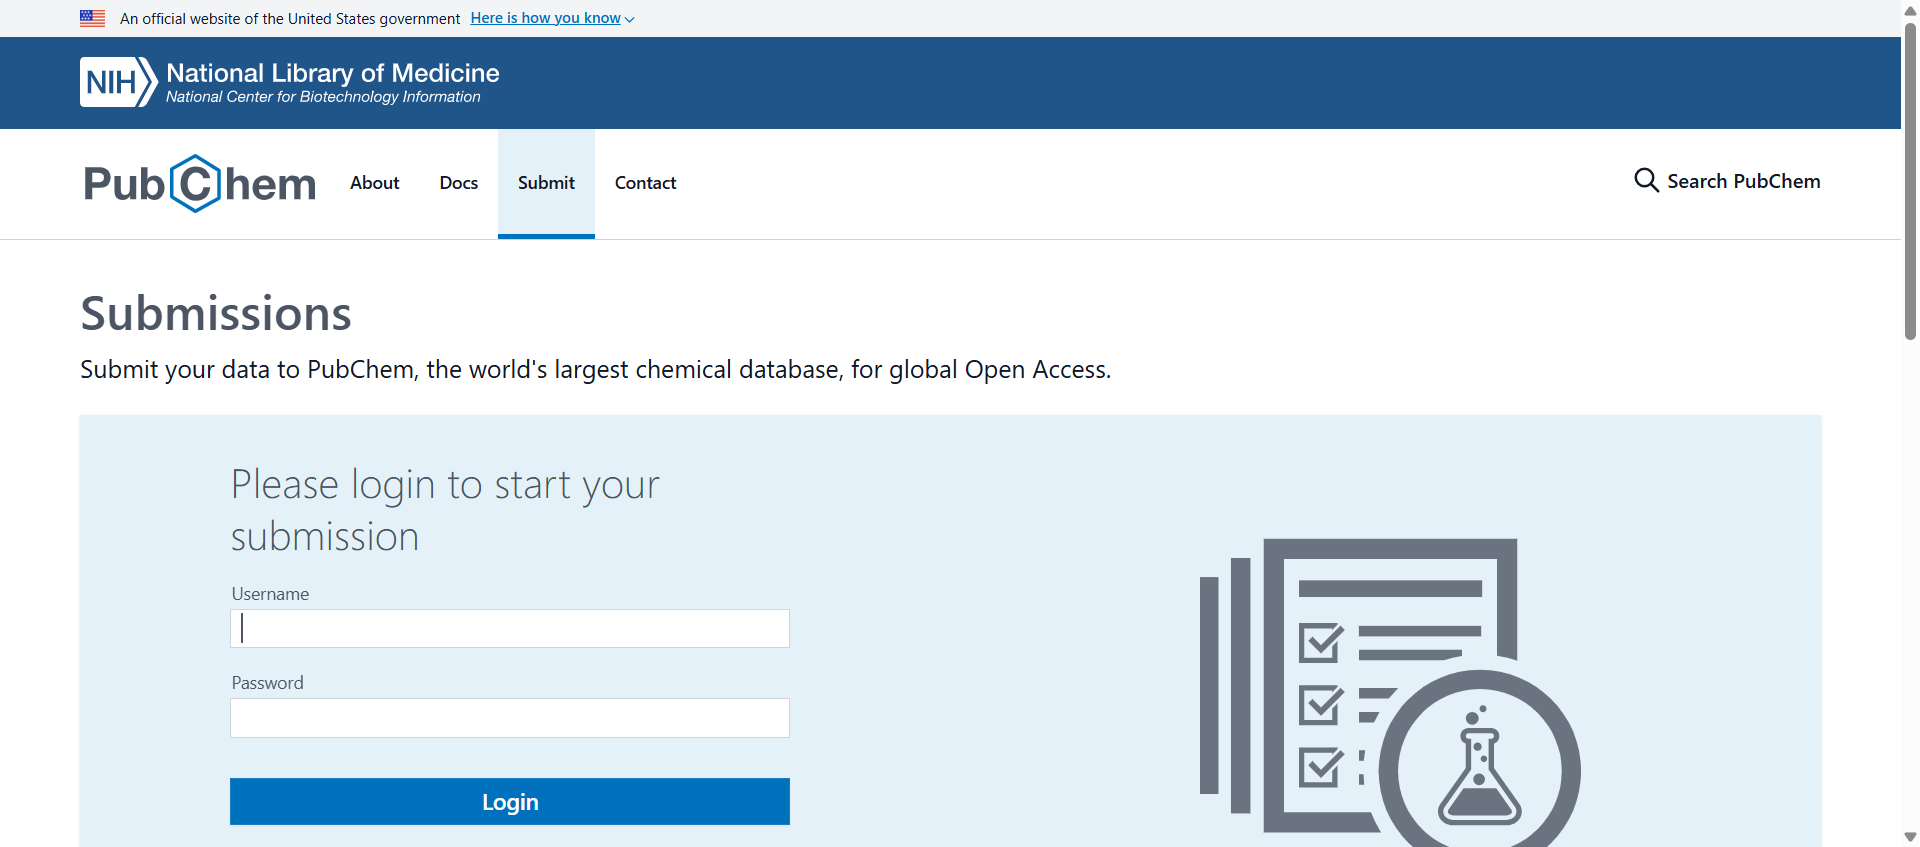 An official website of the United States government Here is how you know
NIH National Library of Medicine
National Center for Biotechnology Information
PubChem About Docs Submit Contact Search PubChem
Submissions
Submit your data to PubChem, the world's largest chemical database, for global Open Access.
Please login to start your
submission
Username
Password
Login